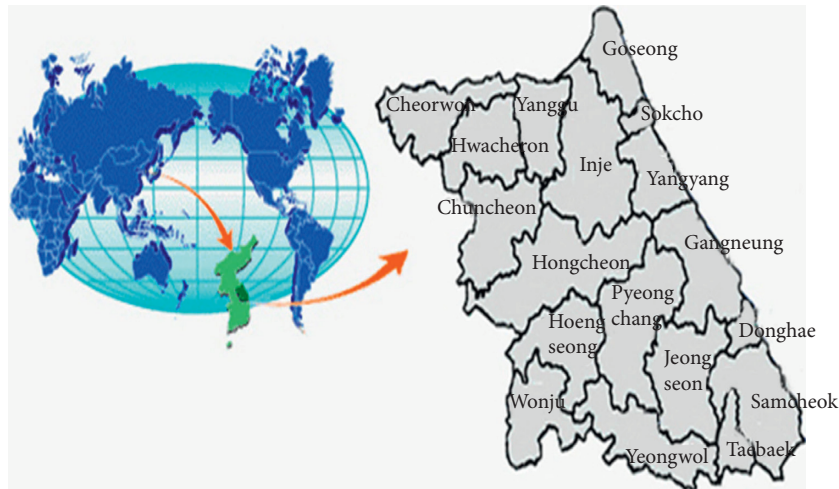 Goseong
Cheorwon
Yanggu
Sokcho
Hwacheron
Inje
Yangyang
Chuncheon
Gangneung
Hongcheon
Pyeong
chang
Hoeng
seong
Donghae
Jeong
seon
Wonju
Samcheok
Yeongwol
Taebaek